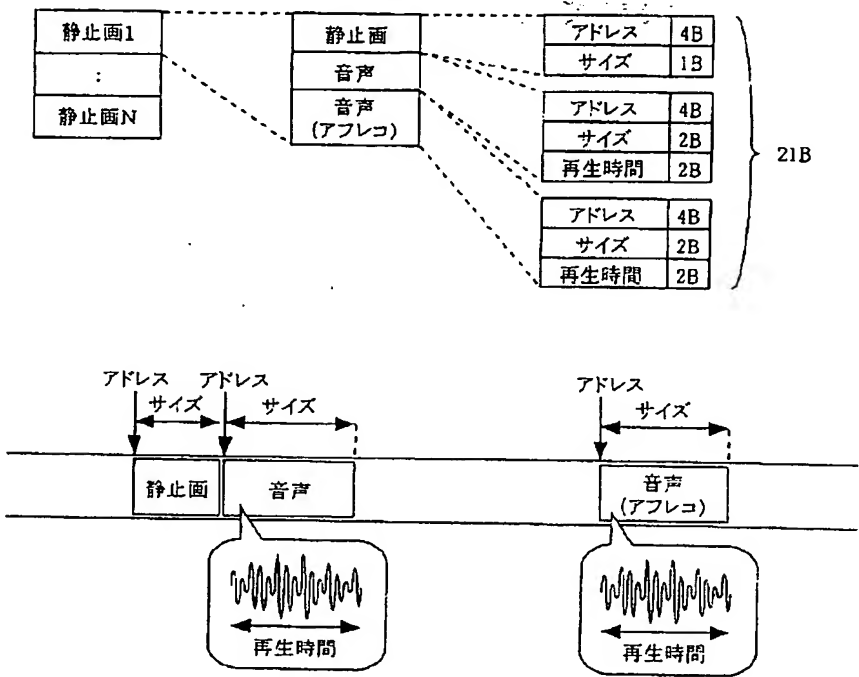 静止画1
:
静止画N
静止画
音声
音声
(アフレコ)
アドレス 4B
サイズ 1B
アドレス 4B
サイズ 2B
再生時間 2B
アドレス 4B
サイズ 2B
再生時間 2B
21B
アドレス アドレス アドレス
サイズ サイズ サイズ
静止画 音声 音声
(アフレコ)
再生時間 再生時間